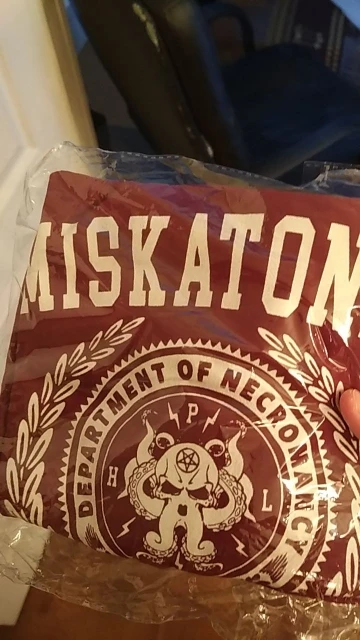 MISKATON
DEPARTMENT OF NECROMANCY
P
H L